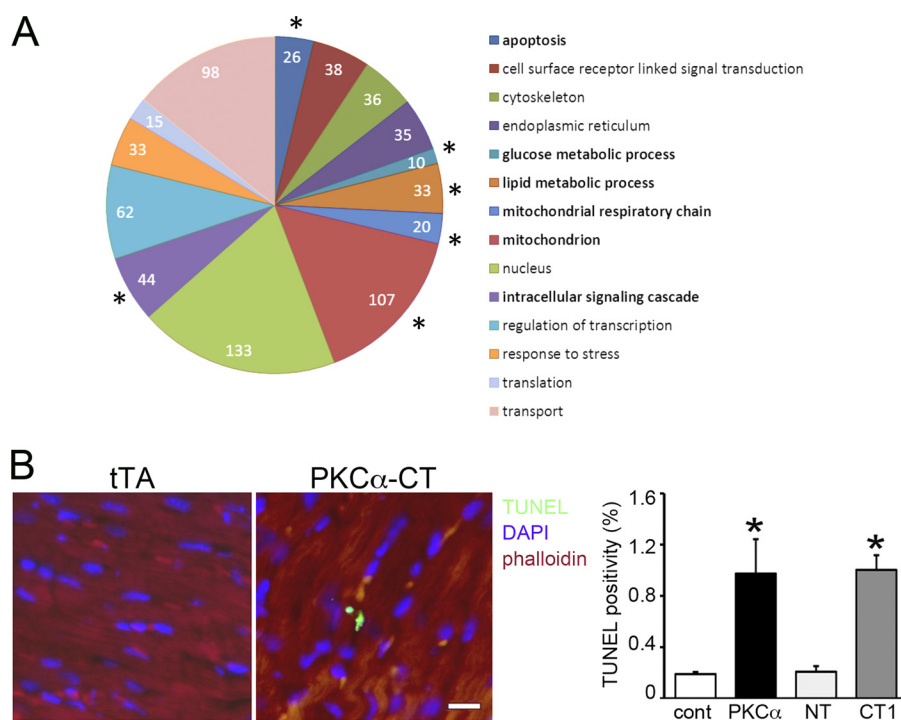 A
*
26
38
36
35
*
10
33
*
20
*
107
*
133
44
*
62
33
15
98
apoptosis
cell surface receptor linked signal transduction
cytoskeleton
endoplasmic reticulum
glucose metabolic process
lipid metabolic process
mitochondrial respiratory chain
mitochondrion
nucleus
intracellular signaling cascade
regulation of transcription
response to stress
translation
transport
B
tTA
PKCα-CT
TUNEL
DAPI
phalloidin
TUNEL positivity (%)
1.6
1.2
0.8
0.4
0
*
*
cont PKCα NT CT1